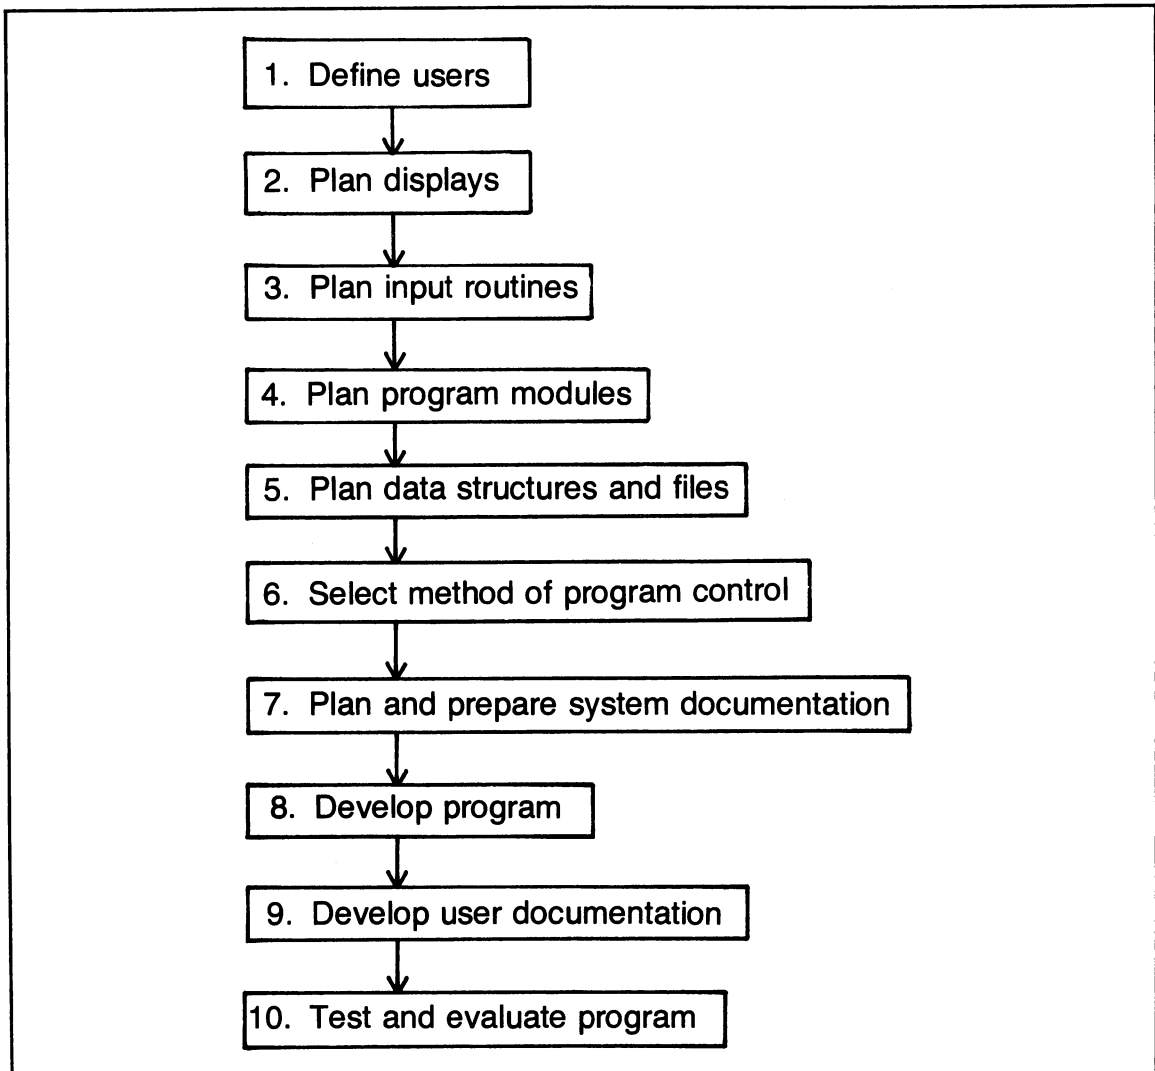 1. Define users
2. Plan displays
3. Plan input routines
4. Plan program modules
5. Plan data structures and files
6. Select method of program control
7. Plan and prepare system documentation
8. Develop program
9. Develop user documentation
10. Test and evaluate program